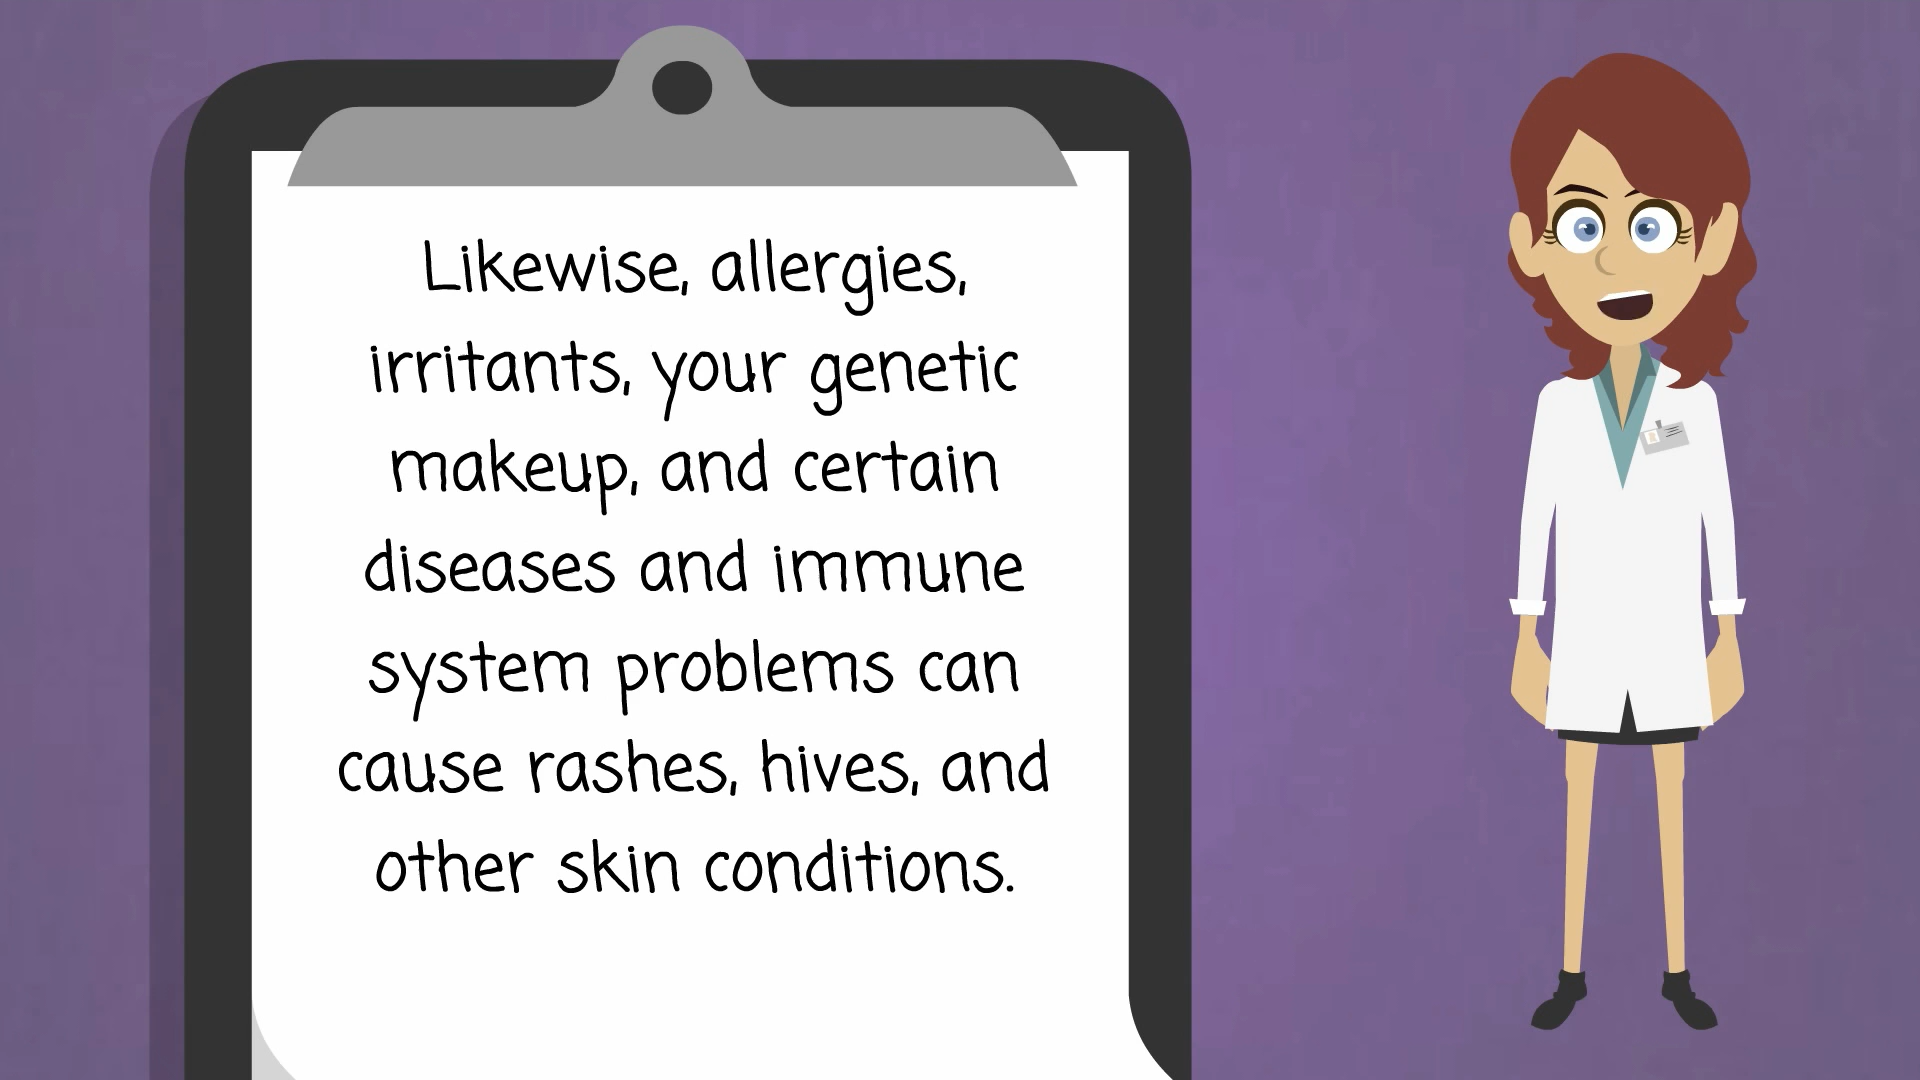 Likewise, allergies,
irritants, your genetic
makeup, and certain
diseases and immune
system problems can
cause rashes, hives, and
other skin conditions.